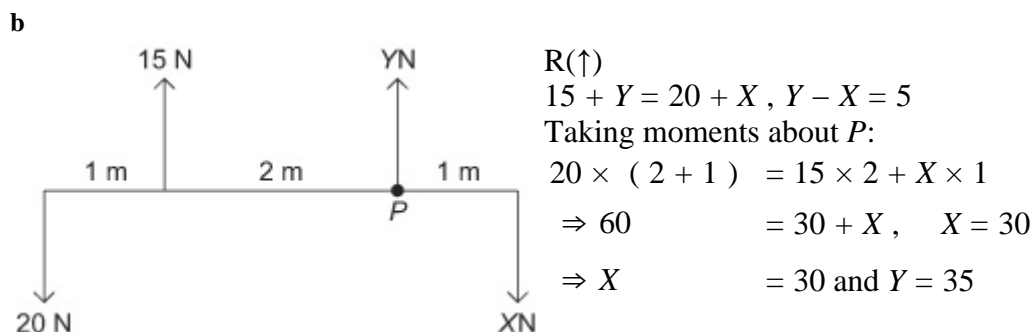 b
15 N
YN
1 m
2 m
1 m
P
20 N
XN
R(↑)
15 + Y = 20 + X , Y – X = 5
Taking moments about P:
20 × ( 2 + 1 ) = 15 × 2 + X × 1
⇒ 60 = 30 + X , X = 30
⇒ X = 30 and Y = 35